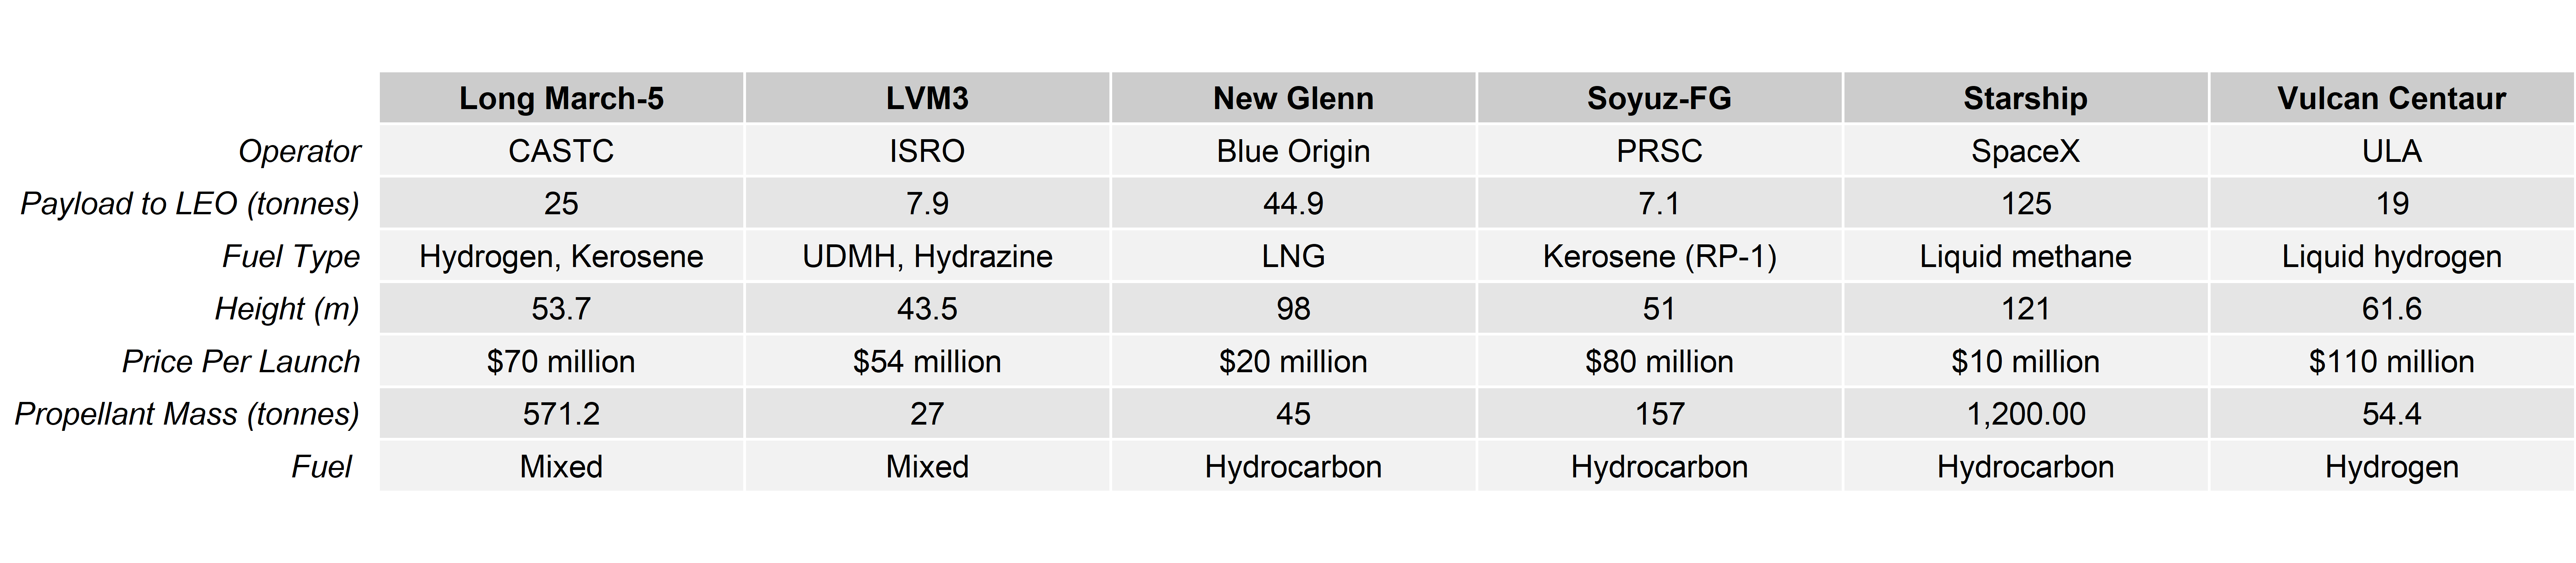 Long March-5 LVM3 New Glenn Soyuz-FG Starship Vulcan Centaur
Operator CASTC ISRO Blue Origin PRSC SpaceX ULA
Payload to LEO (tonnes) 25 7.9 44.9 7.1 125 19
Fuel Type Hydrogen, Kerosene UDMH, Hydrazine LNG Kerosene (RP-1) Liquid methane Liquid hydrogen
Height (m) 53.7 43.5 98 51 121 61.6
Price Per Launch $70 million $54 million $20 million $80 million $10 million $110 million
Propellant Mass (tonnes) 571.2 27 45 157 1,200.00 54.4
Fuel Mixed Mixed Hydrocarbon Hydrocarbon Hydrocarbon Hydrogen